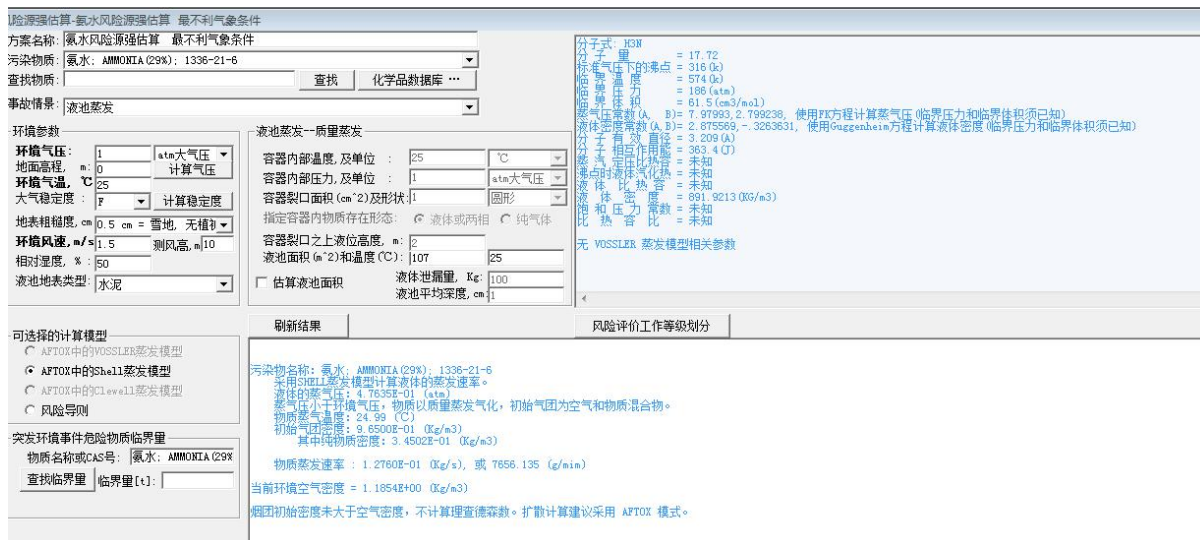 风险源强估算-氨水风险源强估算 最不利气象条件
方案名称: 氨水风险源强估算 最不利气象条件
污染物质: 氨水; AMMONIA(29%); 1336-21-6
查找物质: 查找 化学品数据库 …
事故情景: 液池蒸发
环境参数
环境气压: 1 atm大气压
地面高程, m: 0 计算气压
环境气温, ℃ 25
大气稳定度 : F 计算稳定度
地表粗糙度, cm 0.5 cm = 雪地, 无植被
环境风速, m/s 1.5 测风高, m 10
相对湿度, % : 50
液池地表类型: 水泥
液池蒸发--质量蒸发
容器内部温度, 及单位 : 25 ℃
容器内部压力, 及单位 : 1 atm大气压
容器裂口面积(cm^2)及形状: 1 圆形
指定容器内物质存在形态: 液体或两相 纯气体
容器裂口之上液位高度, m: 2
液池面积(m^2)和温度(℃): 107 25
估算液池面积 液体泄漏量, Kg: 100
液池平均深度, cm: 1
分子式: H3N
分 子 量 = 17.72
标准气压下的沸点 = 316(k)
临 界 温 度 = 574(k)
临 界 压 力 = 186(atm)
临 界 体 积 = 61.5(cm3/mol)
蒸气压常数(A, B)= 7.97993, 2.799238, 使用FK方程计算蒸气压(临界压力和临界体积须已知)
液体密度常数(A,B)= 2.875569,-.3263631, 使用Guggenheim方程计算液体密度(临界压力和临界体积须已知)
分 子 有 效 直径 = 3.209(A)
分 子 相互作用能 = 363.4(J)
蒸 汽 定压比热容 = 未知
沸点时液体汽化热 = 未知
液 体 比 热 容 = 未知
液 体 密 度 = 891.9213(KG/m3)
饱 和 压 力 常数 = 未知
比 热 容 比 = 未知
无 VOSSLER 蒸发模型相关参数
刷新结果 风险评价工作等级划分
可选择的计算模型
AFTOX中的VOSSLER蒸发模型
AFTOX中的Shell蒸发模型
AFTOX中的Clewell蒸发模型
风险导则
突发环境事件危险物质临界量
物质名称或CAS号: 氨水; AMMONIA(29%
查找临界量 临界量[t]:
污染物名称: 氨水; AMMONIA(29%); 1336-21-6
采用SHELL蒸发模型计算液体的蒸发速率。
液体的蒸气压: 4.7635E-01 (atm)
蒸气压小于环境气压，物质以质量蒸发气化，初始气团为空气和物质混合物。
物质蒸气温度: 24.99 (℃)
初始气团密度: 9.6500E-01 (Kg/m3)
其中纯物质密度: 3.4502E-01 (Kg/m3)
物质蒸发速率 : 1.2760E-01 (Kg/s), 或 7656.135 (g/mim)
当前环境空气密度 = 1.1854E+00 (Kg/m3)
烟团初始密度未大于空气密度，不计算理查德森数。扩散计算建议采用 AFTOX 模式。